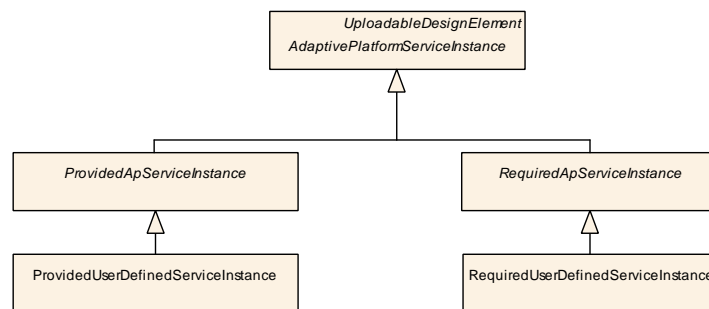 UploadableDesignElement
AdaptivePlatformServiceInstance
ProvidedApServiceInstance
RequiredApServiceInstance
ProvidedUserDefinedServiceInstance
RequiredUserDefinedServiceInstance